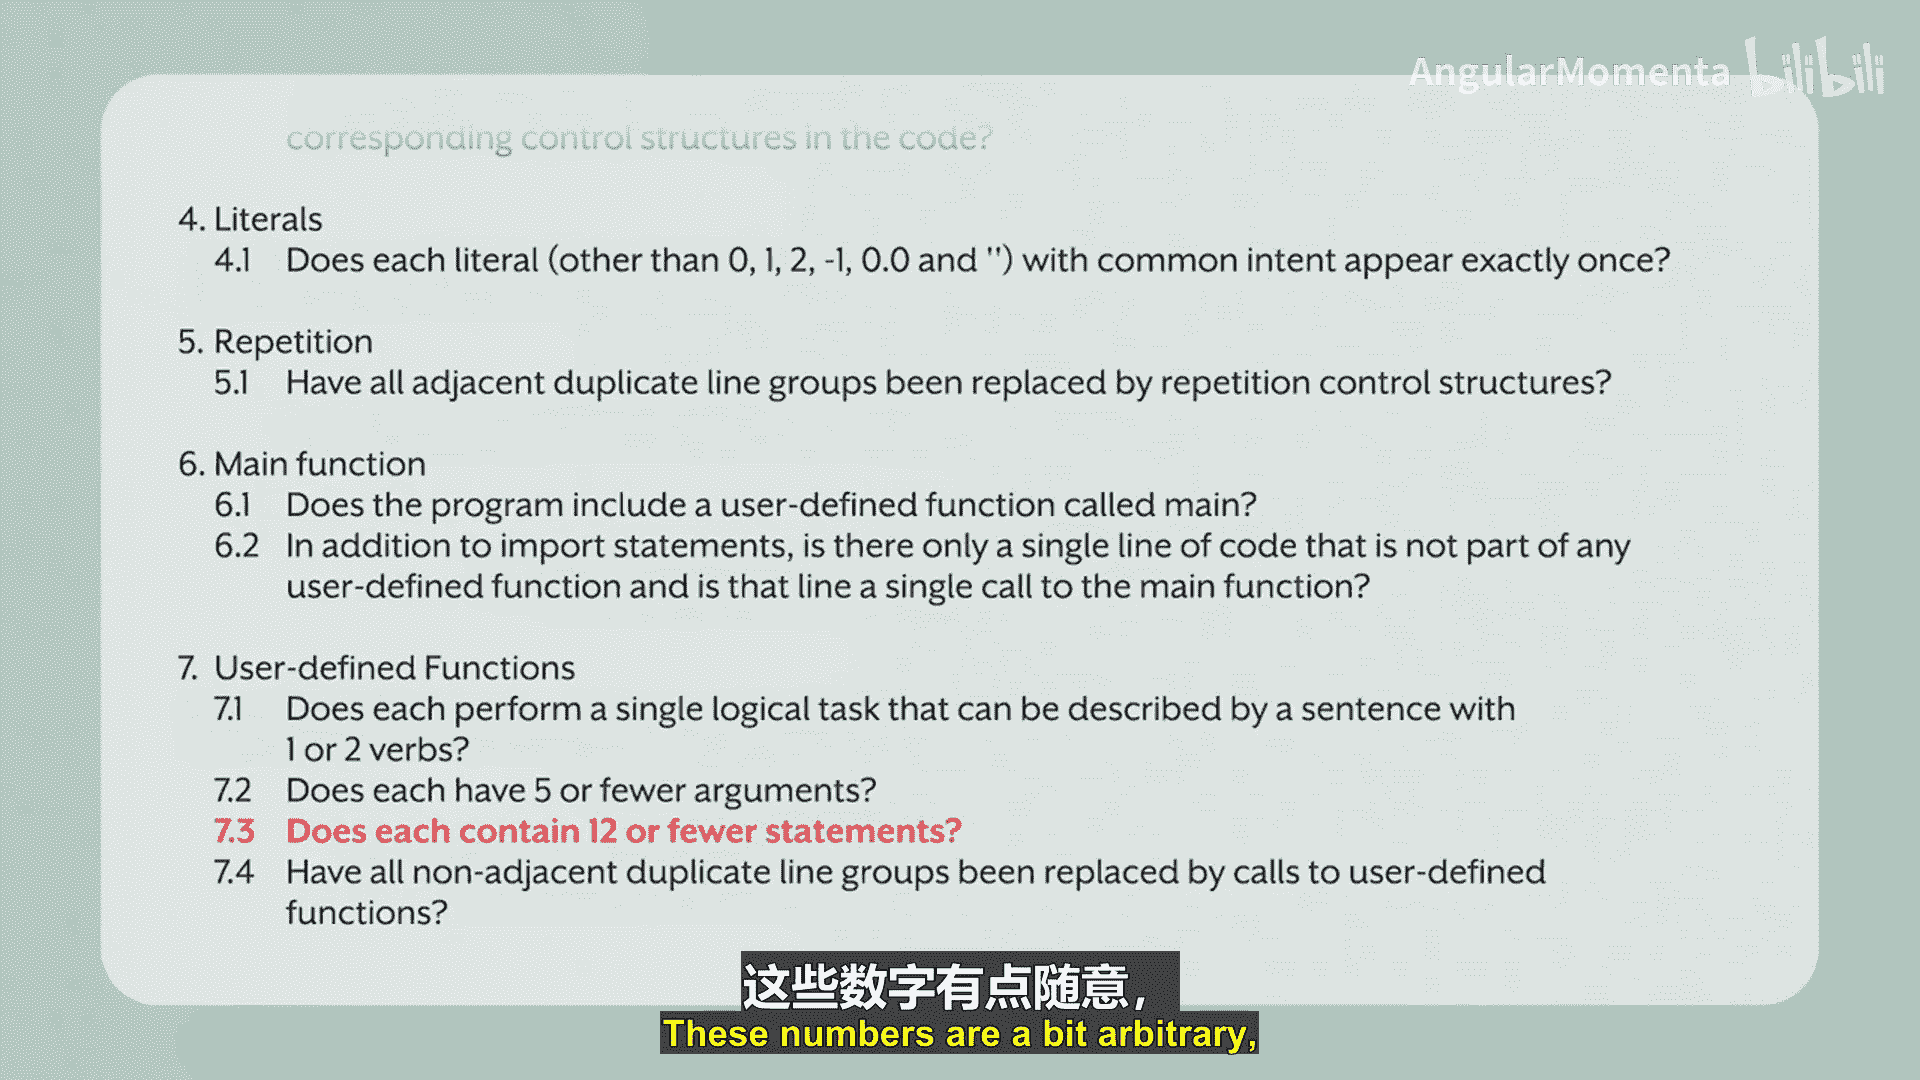 AngularMomenta bilibili
corresponding control structures in the code?
4. Literals
4.1 Does each literal (other than 0, 1, 2, -1, 0.0 and '') with common intent appear exactly once?
5. Repetition
5.1 Have all adjacent duplicate line groups been replaced by repetition control structures?
6. Main function
6.1 Does the program include a user-defined function called main?
6.2 In addition to import statements, is there only a single line of code that is not part of any
user-defined function and is that line a single call to the main function?
7. User-defined Functions
7.1 Does each perform a single logical task that can be described by a sentence with
1 or 2 verbs?
7.2 Does each have 5 or fewer arguments?
7.3 Does each contain 12 or fewer statements?
7.4 Have all non-adjacent duplicate line groups been replaced by calls to user-defined
functions?
这些数字有点随意，
These numbers are a bit arbitrary,